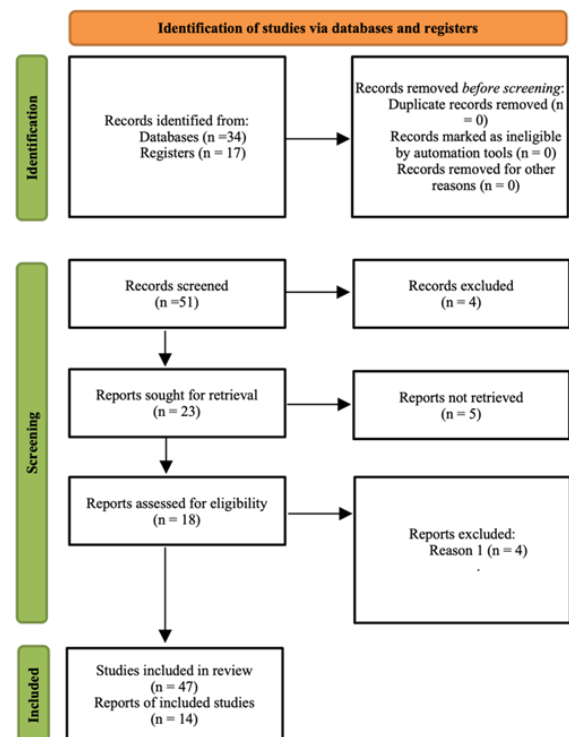 Identification of studies via databases and registers
Identification
Records identified from:
Databases (n =34)
Registers (n = 17)
Records removed before screening:
Duplicate records removed (n
= 0)
Records marked as ineligible
by automation tools (n = 0)
Records removed for other
reasons (n = 0)
Screening
Records screened
(n =51)
Records excluded
(n = 4)
Reports sought for retrieval
(n = 23)
Reports not retrieved
(n = 5)
Reports assessed for eligibility
(n = 18)
Reports excluded:
Reason 1 (n = 4)
.
Included
Studies included in review
(n = 47)
Reports of included studies
(n = 14)